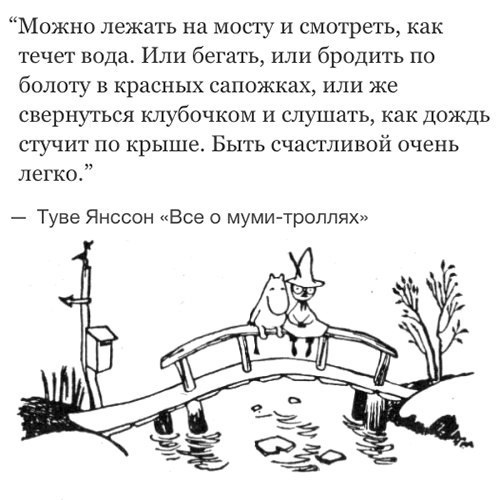 “Можно лежать на мосту и смотреть, как
течет вода. Или бегать, или бродить по
болоту в красных сапожках, или же
свернуться клубочком и слушать, как дождь
стучит по крыше. Быть счастливой очень
легко.”
— Туве Янссон «Все о муми-троллях»